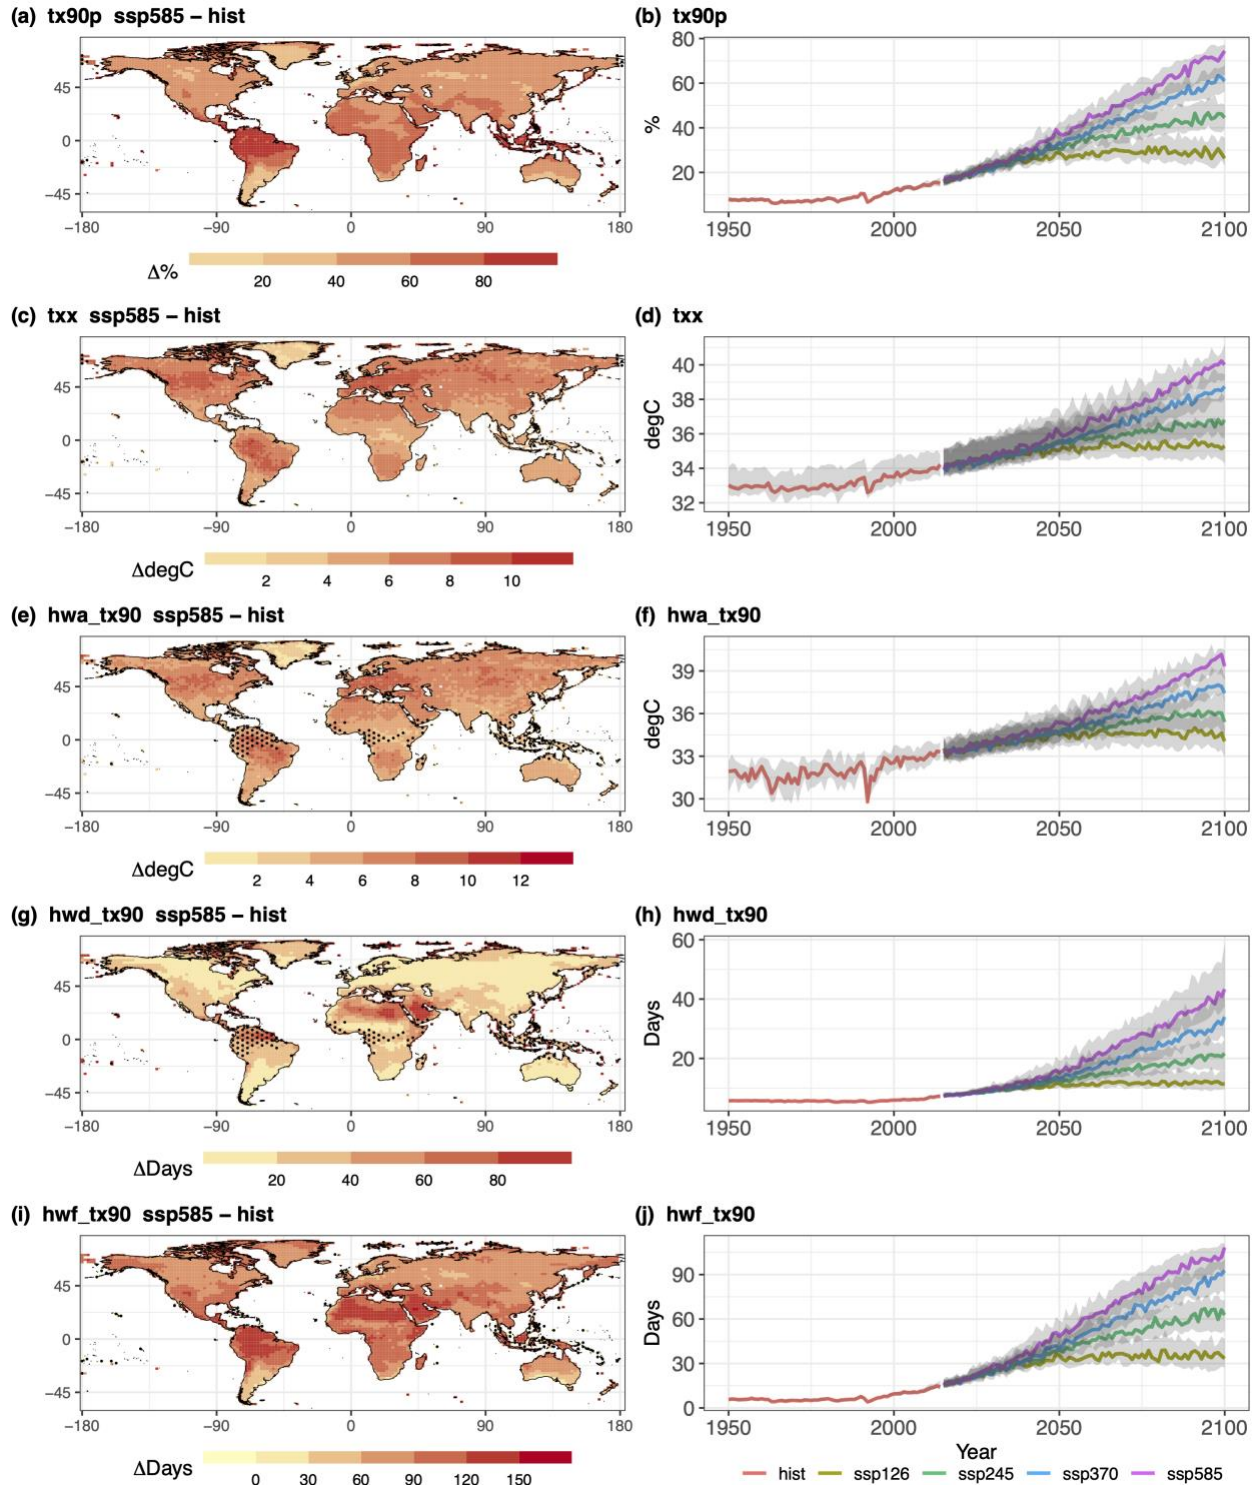 (a) tx90p ssp585 – hist
45
0
−45
−180 −90 0 90 180
Δ% 20 40 60 80
(b) tx90p
80
60
40
20
%
1950 2000 2050 2100
(c) txx ssp585 – hist
45
0
−45
−180 −90 0 90 180
ΔdegC 2 4 6 8 10
(d) txx
40
38
36
34
32
degC
1950 2000 2050 2100
(e) hwa_tx90 ssp585 – hist
45
0
−45
−180 −90 0 90 180
ΔdegC 2 4 6 8 10 12
(f) hwa_tx90
39
36
33
30
degC
1950 2000 2050 2100
(g) hwd_tx90 ssp585 – hist
45
0
−45
−180 −90 0 90 180
ΔDays 20 40 60 80
(h) hwd_tx90
60
40
20
Days
1950 2000 2050 2100
(i) hwf_tx90 ssp585 – hist
45
0
−45
−180 −90 0 90 180
ΔDays 0 30 60 90 120 150
(j) hwf_tx90
90
60
30
0
Days
1950 2000 2050 2100
Year
hist ssp126 ssp245 ssp370 ssp585